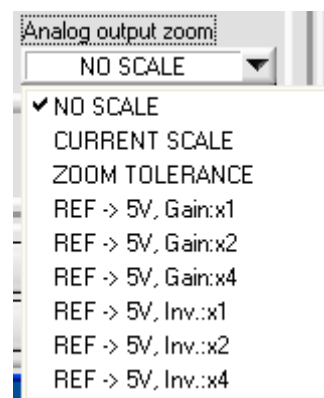 Analog output zoom
NO SCALE
NO SCALE
CURRENT SCALE
ZOOM TOLERANCE
REF -> 5V, Gain:x1
REF -> 5V, Gain:x2
REF -> 5V, Gain:x4
REF -> 5V, Inv.:x1
REF -> 5V, Inv.:x2
REF -> 5V, Inv.:x4